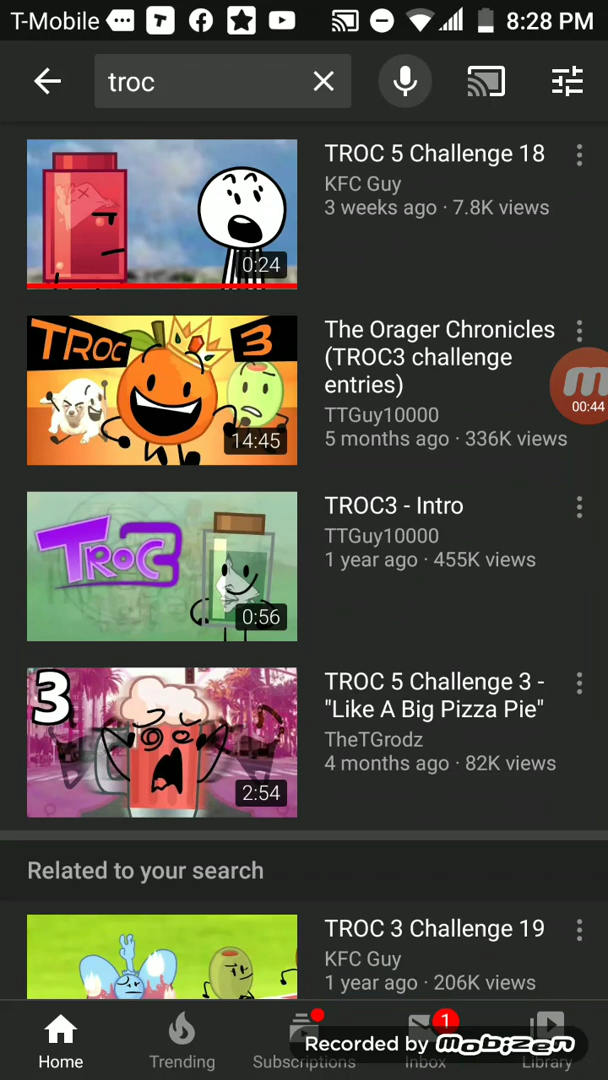 T-Mobile
8:28 PM
troc
TROC 5 Challenge 18
KFC Guy
3 weeks ago · 7.8K views
0:24
TROC 3
The Orager Chronicles
(TROC3 challenge
entries)
TTGuy10000
5 months ago · 336K views
14:45
00:44
TROC3
TROC3 - Intro
TTGuy10000
1 year ago · 455K views
0:56
3
TROC 5 Challenge 3 -
"Like A Big Pizza Pie"
TheTGrodz
4 months ago · 82K views
2:54
Related to your search
TROC 3 Challenge 19
KFC Guy
1 year ago · 206K views
1
Recorded by mobizen
Home
Trending
Subscriptions
Inbox
Library